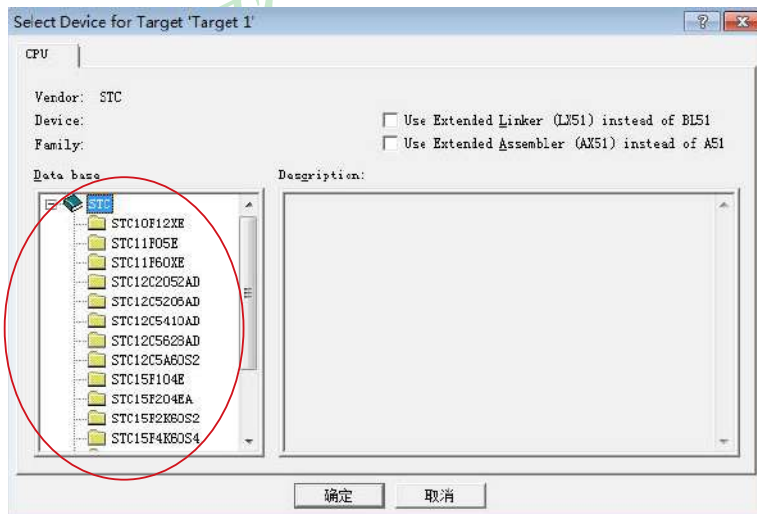 Select Device for Target 'Target 1'
CPU
Vendor: STC
Device:
Use Extended Linker (LX51) instead of BL51
Family:
Use Extended Assembler (AX51) instead of A51
Data base
Description:
STC
STC10F12XE
STC11F05E
STC11F60XE
STC12C2052AD
STC12C5206AD
STC12C5410AD
STC12C5628AD
STC12C5A60S2
STC15F104E
STC15F204EA
STC15F2K60S2
STC15F4K60S4
确定
取消